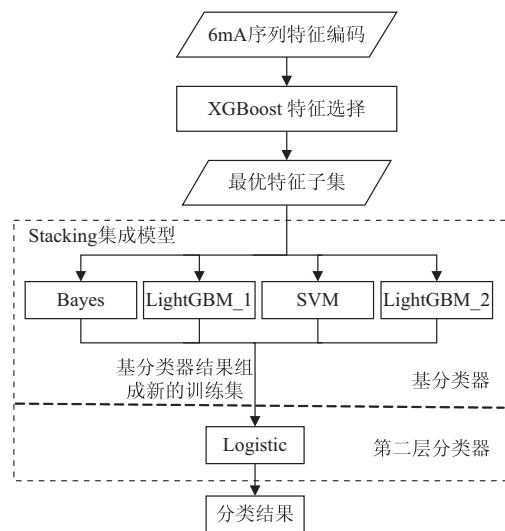 6mA序列特征编码
XGBoost 特征选择
最优特征子集
Stacking集成模型
Bayes
LightGBM_1
SVM
LightGBM_2
基分类器结果组
成新的训练集
基分类器
Logistic
第二层分类器
分类结果